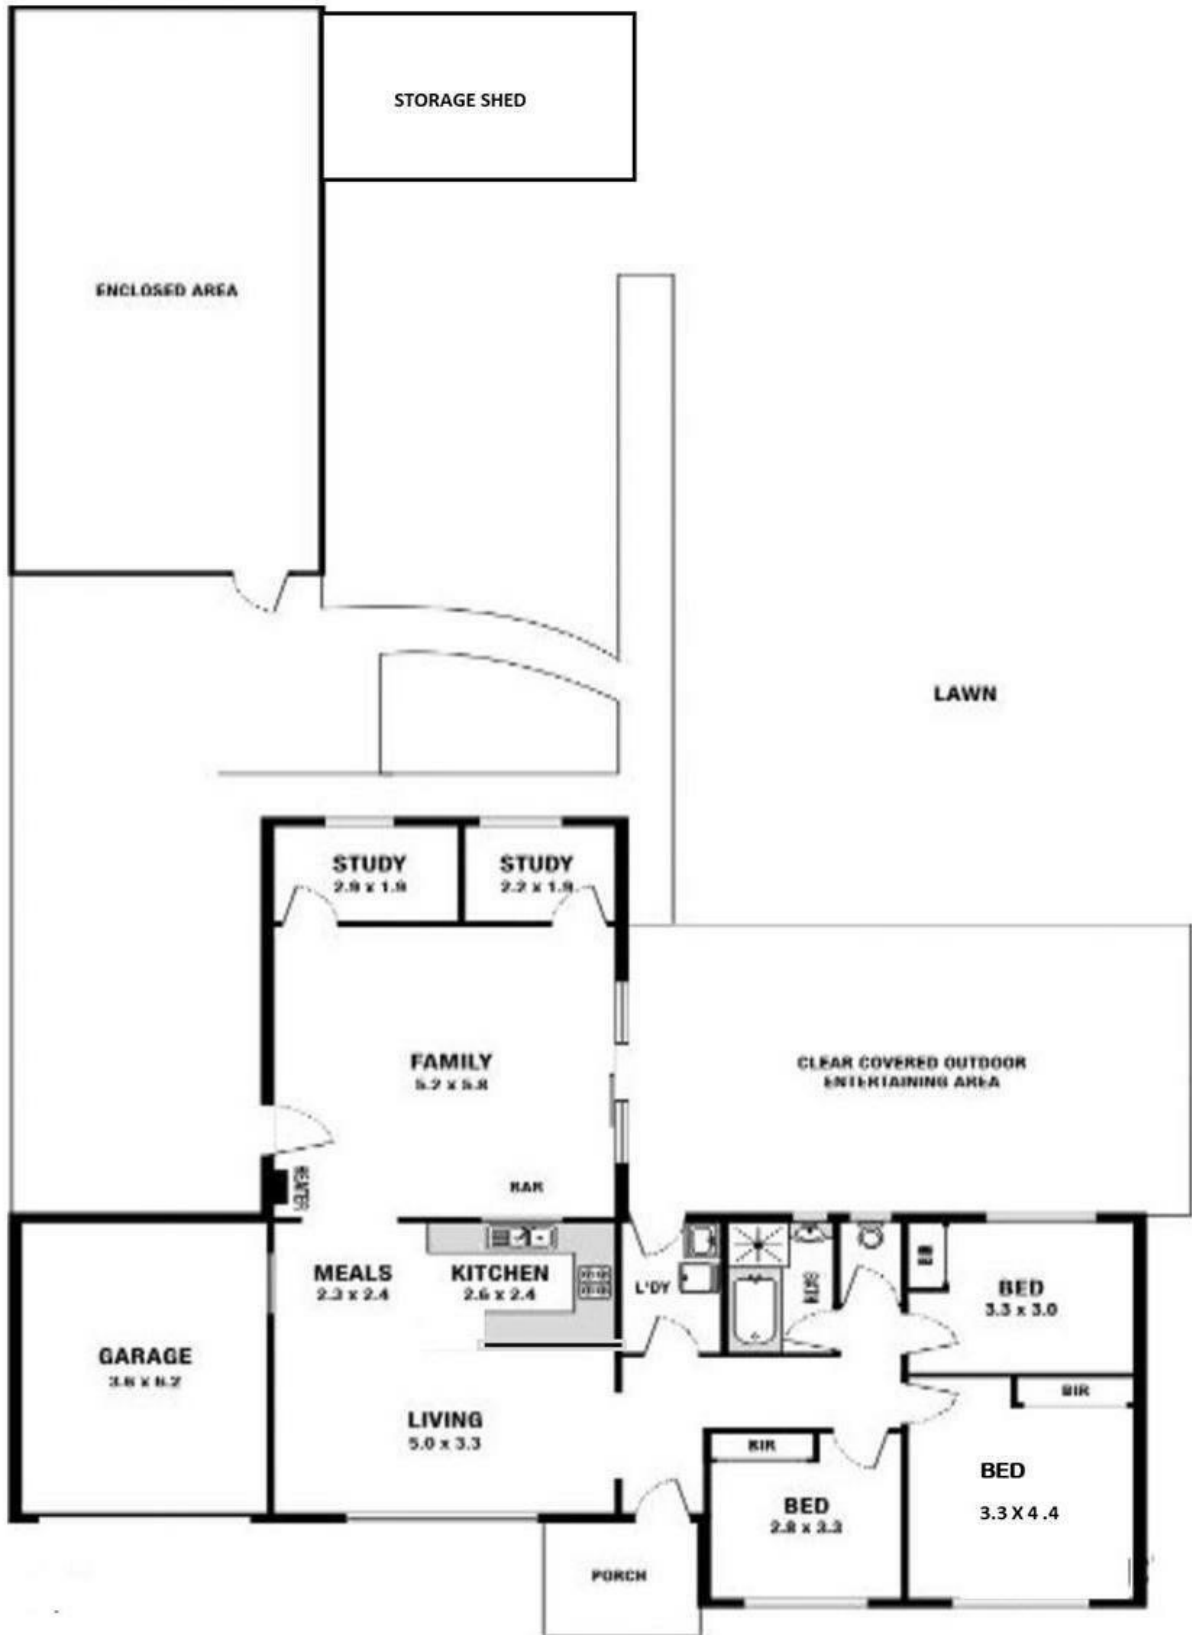 STORAGE SHED
ENCLOSED AREA
LAWN
STUDY
2.9 x 1.9
STUDY
2.2 x 1.9
FAMILY
5.2 x 5.8
CLEAR COVERED OUTDOOR
ENTERTAINING AREA
HEATER
BAR
MEALS
2.3 x 2.4
KITCHEN
2.6 x 2.4
L'DY
BATH
BED
3.3 x 3.0
GARAGE
3.6 x 6.2
LIVING
5.0 x 3.3
BIR
BIR
BED
3.3 X 4 .4
BED
2.8 x 3.3
PORCH